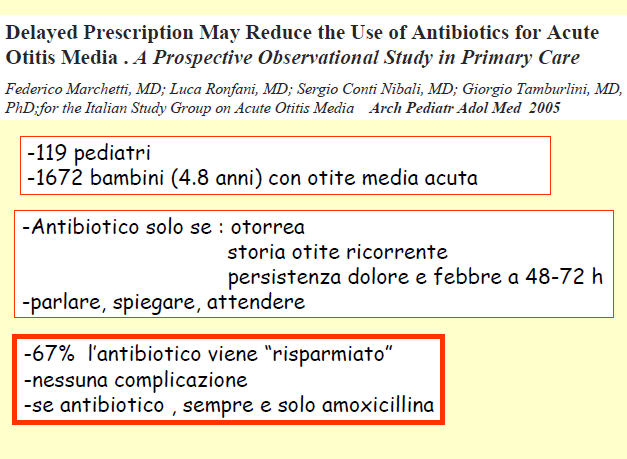 Delayed Prescription May Reduce the Use of Antibiotics for Acute
Otitis Media . A Prospective Observational Study in Primary Care
Federico Marchetti, MD; Luca Ronfani, MD; Sergio Conti Nibali, MD; Giorgio Tamburlini, MD,
PhD;for the Italian Study Group on Acute Otitis Media Arch Pediatr Adol Med 2005
-119 pediatri
-1672 bambini (4.8 anni) con otite media acuta
-Antibiotico solo se : otorrea
storia otite ricorrente
persistenza dolore e febbre a 48-72 h
-parlare, spiegare, attendere
-67% l’antibiotico viene “risparmiato”
-nessuna complicazione
-se antibiotico , sempre e solo amoxicillina